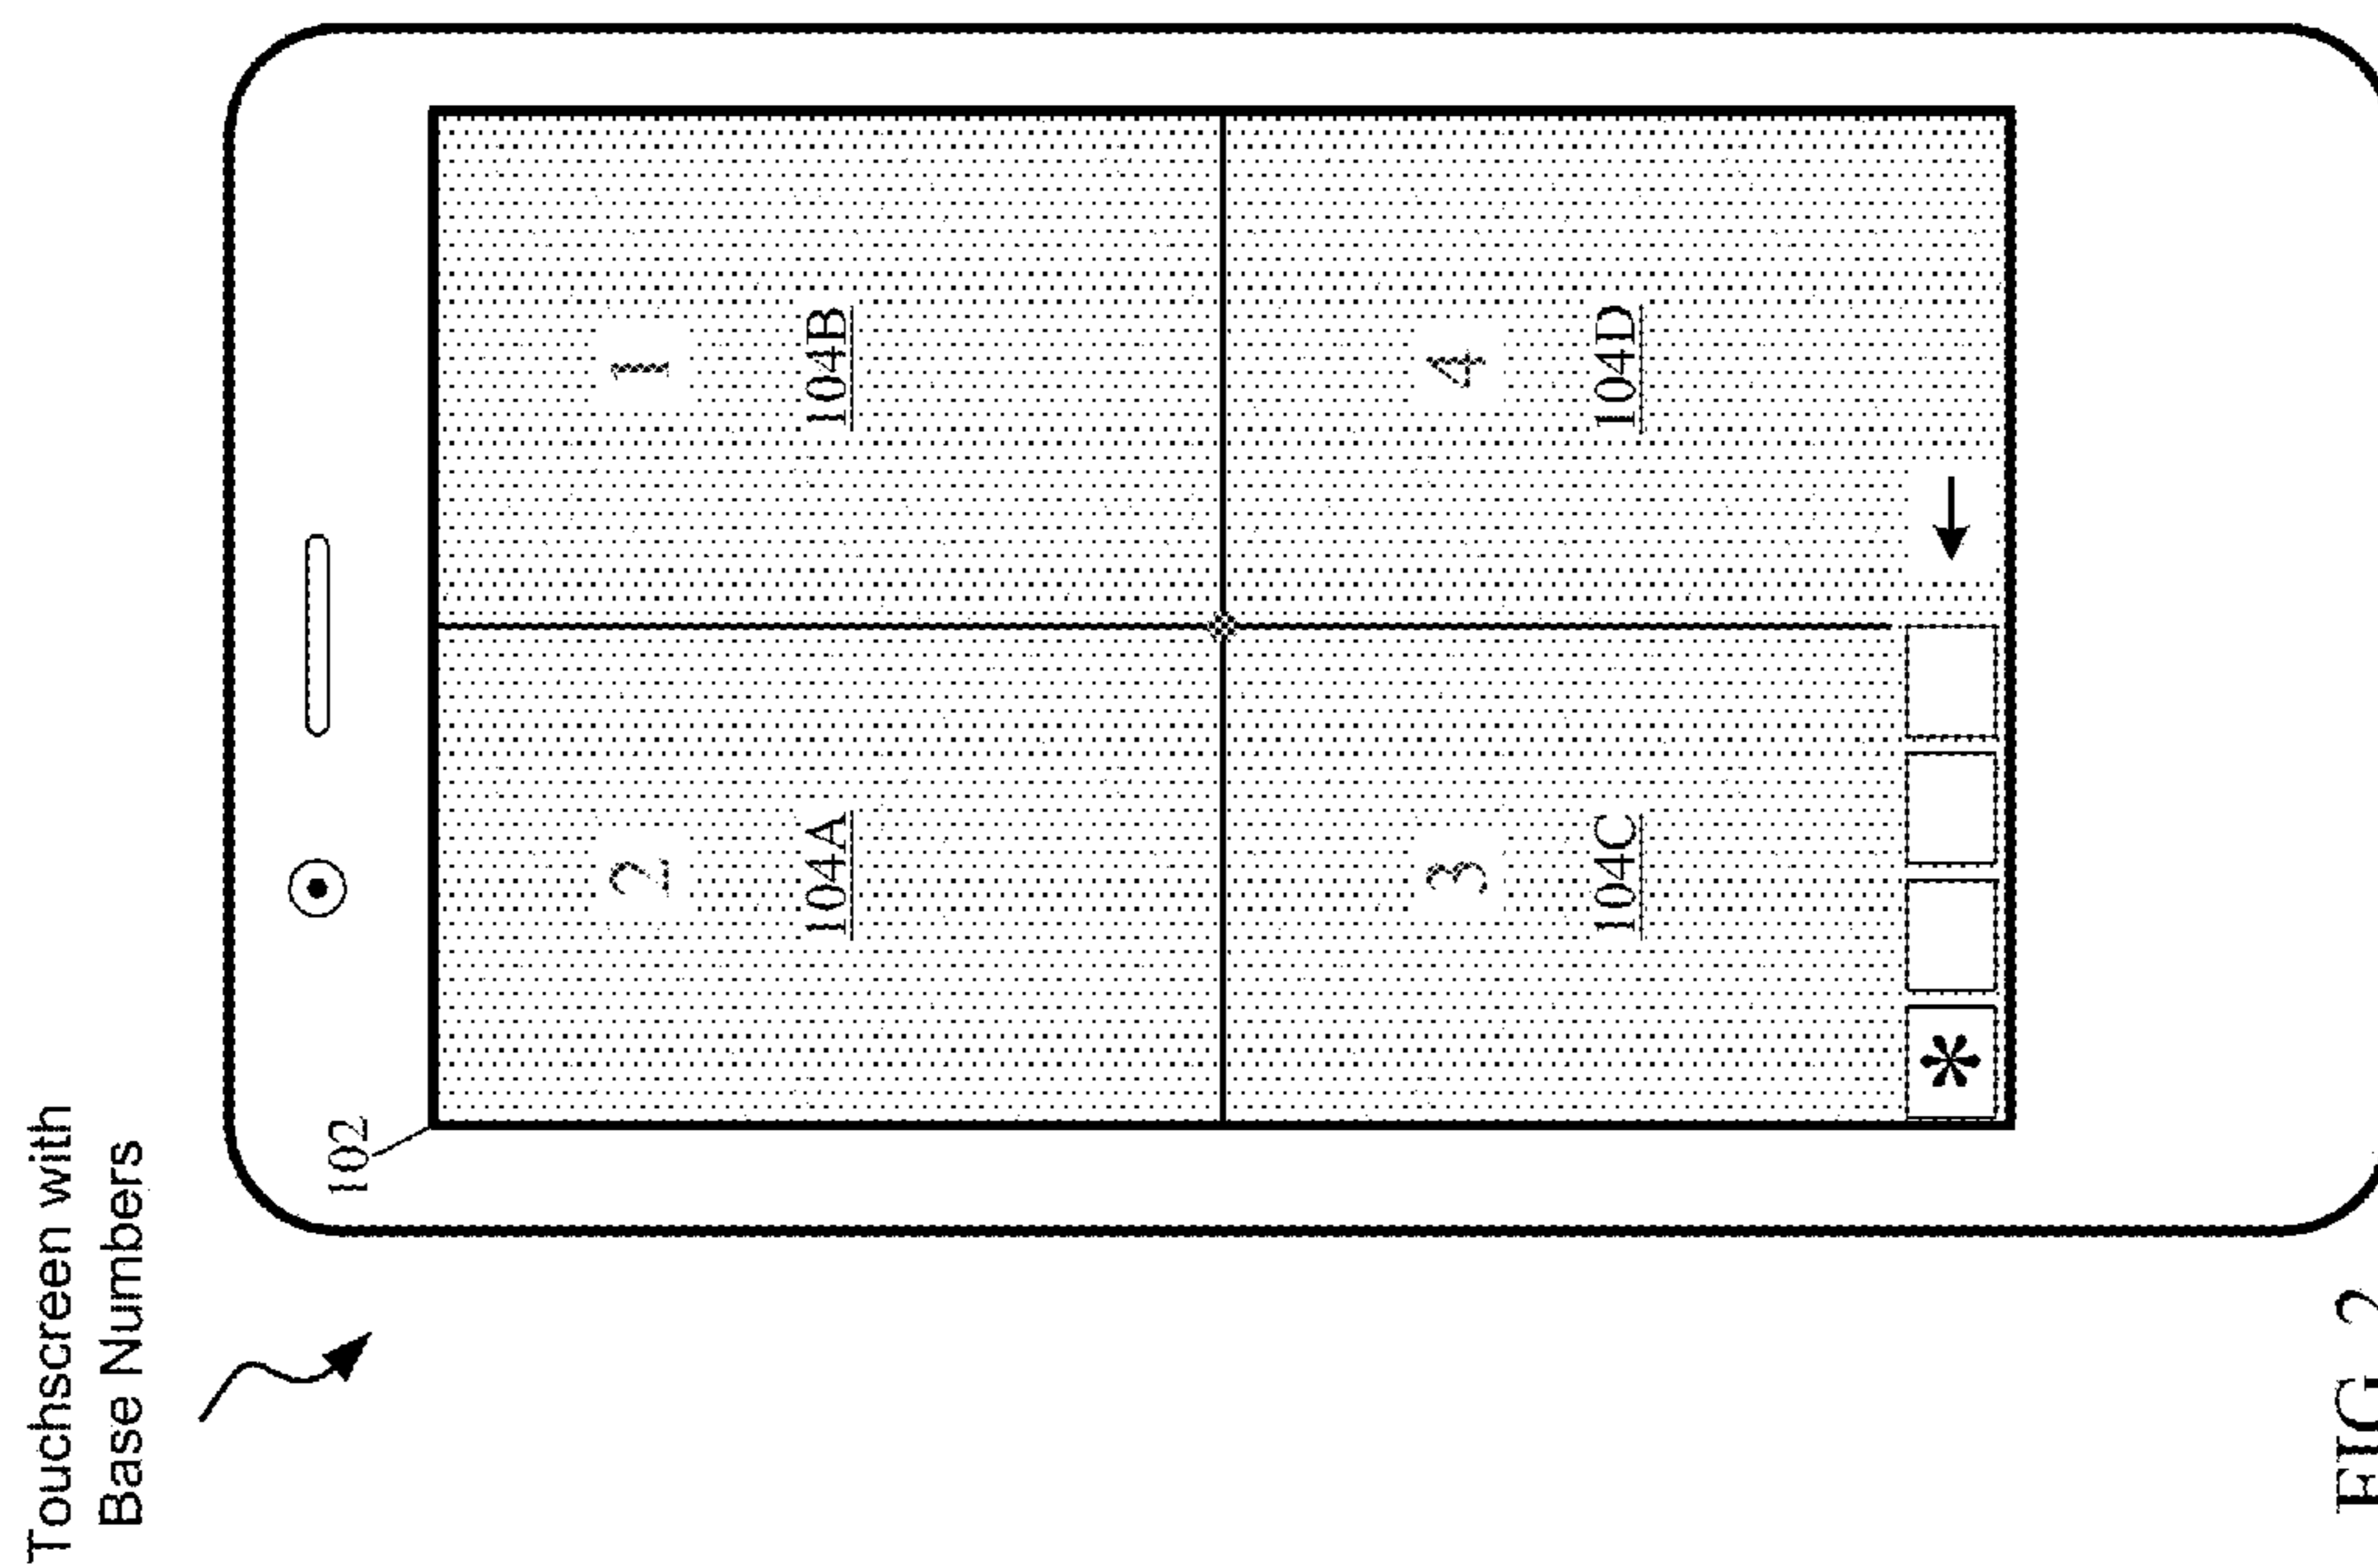 Touchscreen with
Base Numbers
102
2 1
104A 104B
3 4
104C 104D
*
FIG. 2